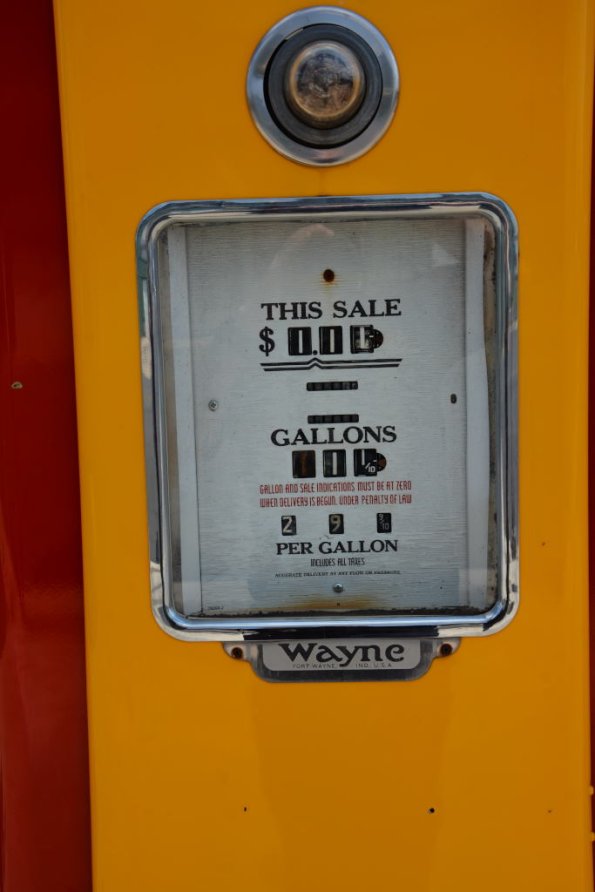 THIS SALE
$
GALLONS
GALLON AND SALE INDICATIONS MUST BE AT ZERO
WHEN DELIVERY IS BEGUN, UNDER PENALTY OF LAW
2 9
PER GALLON
INCLUDES ALL TAXES
Wayne
FORT WAYNE IND., U.S.A.